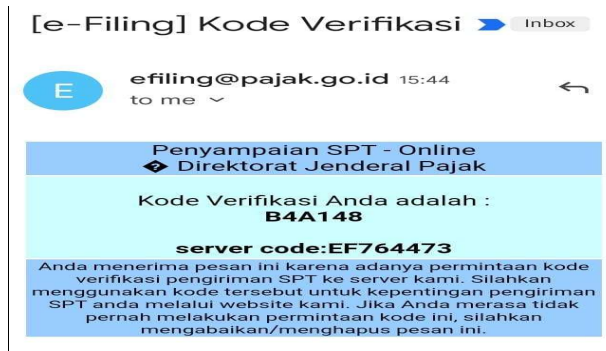 [e-Filing] Kode Verifikasi Inbox
E
efiling@pajak.go.id 15:44
to me
Penyampaian SPT - Online
� Direktorat Jenderal Pajak
Kode Verifikasi Anda adalah :
B4A148
server code:EF764473
Anda menerima pesan ini karena adanya permintaan kode
verifikasi pengiriman SPT ke server kami. Silahkan
menggunakan kode tersebut untuk kepentingan pengiriman
SPT anda melalui website kami. Jika Anda merasa tidak
pernah melakukan permintaan kode ini, silahkan
mengabaikan/menghapus pesan ini.